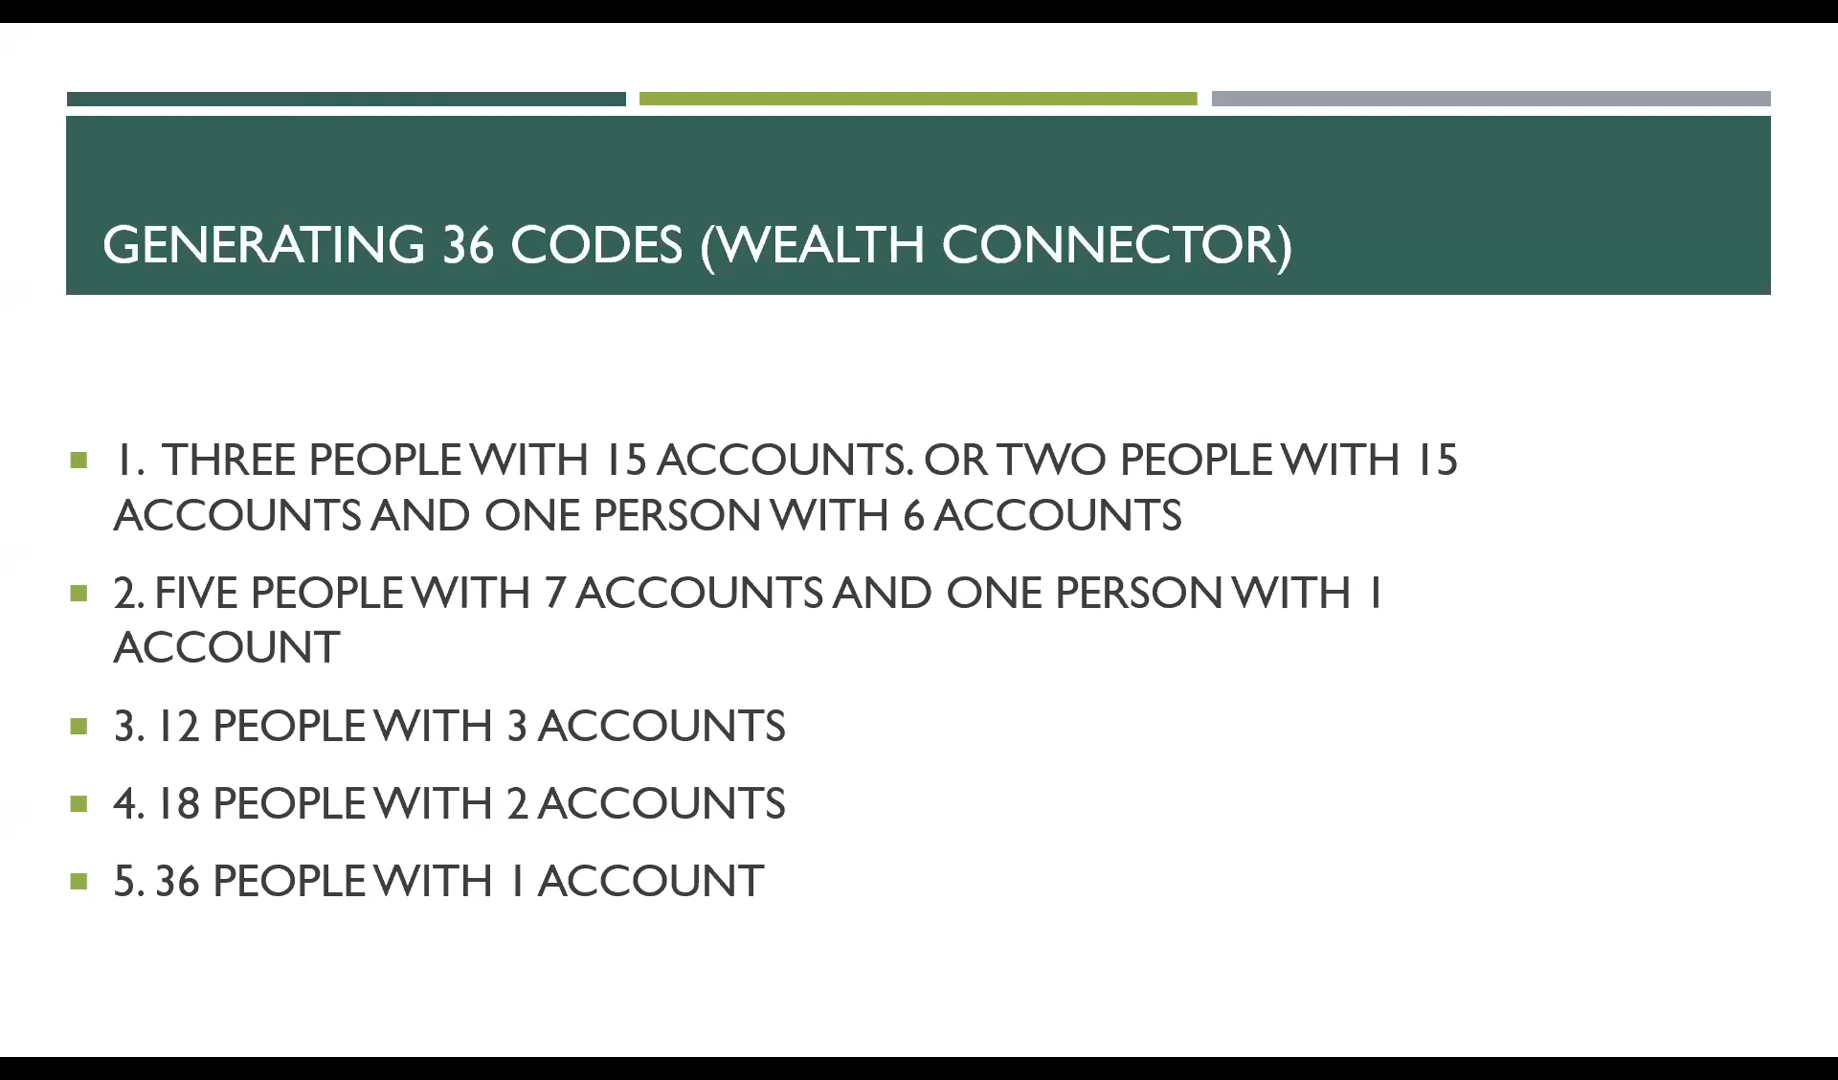 GENERATING 36 CODES (WEALTH CONNECTOR)
1. THREE PEOPLE WITH 15 ACCOUNTS. OR TWO PEOPLE WITH 15
ACCOUNTS AND ONE PERSON WITH 6 ACCOUNTS
2. FIVE PEOPLE WITH 7 ACCOUNTS AND ONE PERSON WITH 1
ACCOUNT
3. 12 PEOPLE WITH 3 ACCOUNTS
4. 18 PEOPLE WITH 2 ACCOUNTS
5. 36 PEOPLE WITH 1 ACCOUNT